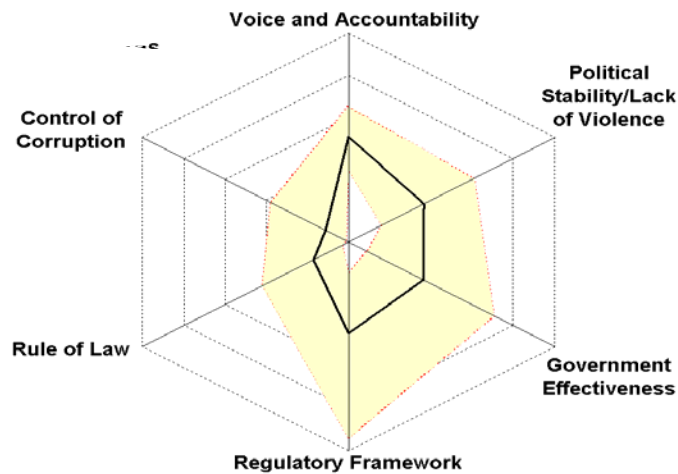 Voice and Accountability
Political
Stability/Lack
of Violence
Control of
Corruption
Rule of Law
Government
Effectiveness
Regulatory Framework